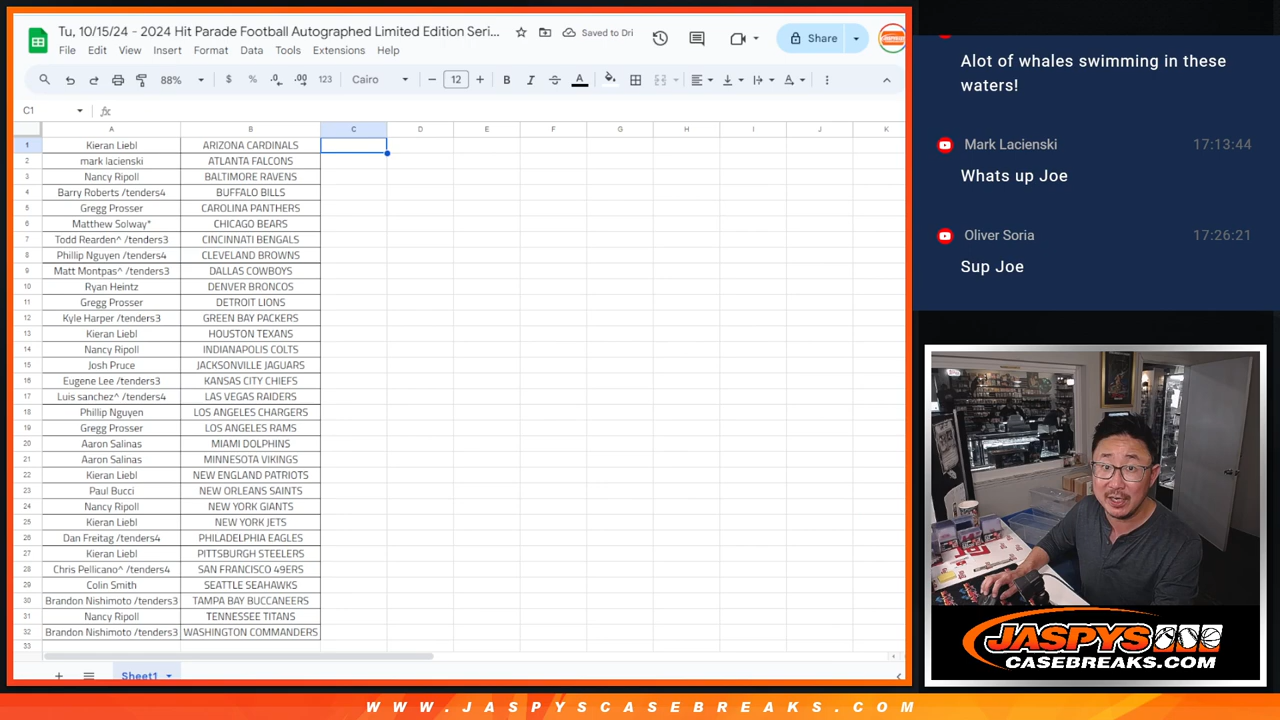 Tu, 10/15/24 - 2024 Hit Parade Football Autographed Limited Edition Seri...
Saved to Dri
File Edit View Insert Format Data Tools Extensions Help
Share
88% $ % .0 .00 123 Cairo 12 B I A
C1 fx
A B C D E F G H I J K
1 Kieran Liebl ARIZONA CARDINALS
2 mark lacienski ATLANTA FALCONS
3 Nancy Ripoll BALTIMORE RAVENS
4 Barry Roberts /tenders4 BUFFALO BILLS
5 Gregg Prosser CAROLINA PANTHERS
6 Matthew Solway* CHICAGO BEARS
7 Todd Rearden^ /tenders3 CINCINNATI BENGALS
8 Phillip Nguyen /tenders4 CLEVELAND BROWNS
9 Matt Montpas^ /tenders3 DALLAS COWBOYS
10 Ryan Heintz DENVER BRONCOS
11 Gregg Prosser DETROIT LIONS
12 Kyle Harper /tenders3 GREEN BAY PACKERS
13 Kieran Liebl HOUSTON TEXANS
14 Nancy Ripoll INDIANAPOLIS COLTS
15 Josh Pruce JACKSONVILLE JAGUARS
16 Eugene Lee /tenders3 KANSAS CITY CHIEFS
17 Luis sanchez^ /tenders4 LAS VEGAS RAIDERS
18 Phillip Nguyen LOS ANGELES CHARGERS
19 Gregg Prosser LOS ANGELES RAMS
20 Aaron Salinas MIAMI DOLPHINS
21 Aaron Salinas MINNESOTA VIKINGS
22 Kieran Liebl NEW ENGLAND PATRIOTS
23 Paul Bucci NEW ORLEANS SAINTS
24 Nancy Ripoll NEW YORK GIANTS
25 Kieran Liebl NEW YORK JETS
26 Dan Freitag /tenders4 PHILADELPHIA EAGLES
27 Kieran Liebl PITTSBURGH STEELERS
28 Chris Pellicano^ /tenders4 SAN FRANCISCO 49ERS
29 Colin Smith SEATTLE SEAHAWKS
30 Brandon Nishimoto /tenders3 TAMPA BAY BUCCANEERS
31 Nancy Ripoll TENNESSEE TITANS
32 Brandon Nishimoto /tenders3 WASHINGTON COMMANDERS
33
Sheet1
Alot of whales swimming in these
waters!
Mark Lacienski 17:13:44
Whats up Joe
Oliver Soria 17:26:21
Sup Joe
JASPYS
CASEBREAKS.COM
WWW.JASPYSCASEBREAKS.COM